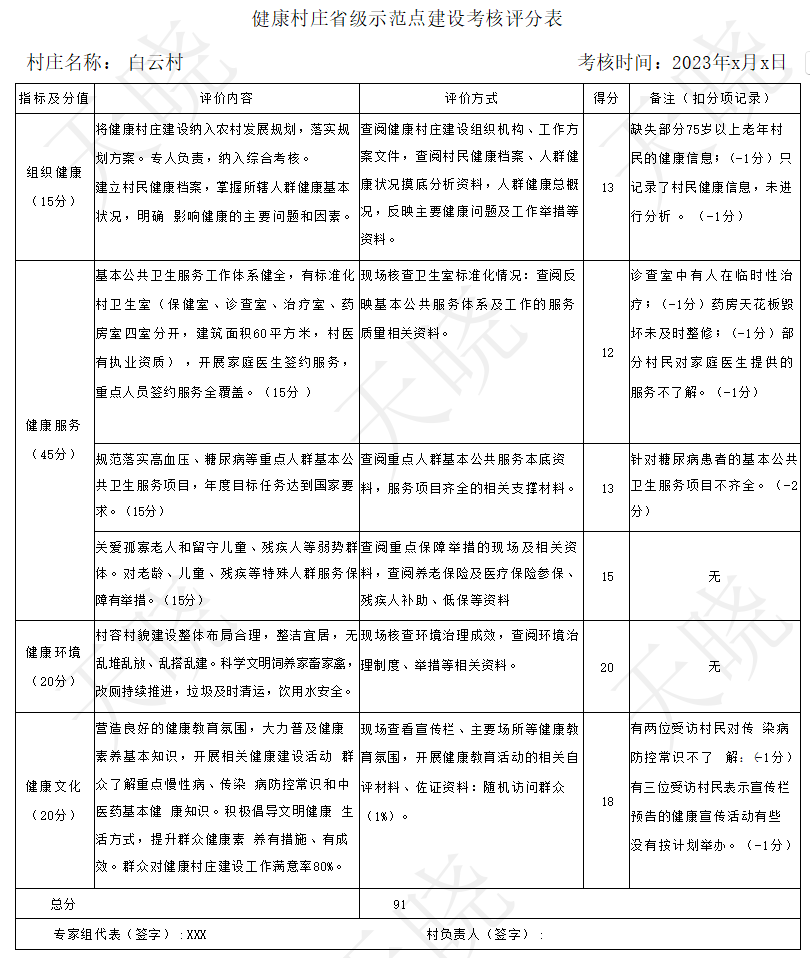 健康村庄省级示范点建设考核评分表
村庄名称： 白云村
考核时间：2023年x月x日
指标及分值
评价内容
评价方式
得分
备注（扣分项记录）
组织健康
（15分）
将健康村庄建设纳入农村发展规划，落实规
划方案。专人负责，纳入综合考核。
建立村民健康档案，掌握所辖人群健康基本
状况，明确 影响健康的主要问题和因素。
查阅健康村庄建设组织机构、工作方
案文件，查阅村民健康档案、人群健
康状况摸底分析资料，人群健康总概
况，反映主要健康问题及工作举措等
资料。
13
缺失部分75岁以上老年村
民的健康信息；（-1分）只
记录了村民健康信息，未进
行分析 。（-1分）
健康服务
（45分）
基本公共卫生服务工作体系健全，有标准化
村卫生室（保健室、诊查室、治疗室、药
房室四室分开，建筑面积60平方米，村医
有执业资质），开展家庭医生签约服务，
重点人员签约服务全覆盖。（15分 ）
现场核查卫生室标准化情况：查阅反
映基本公共服务体系及工作的服务
质量相关资料。
12
诊查室中有人在临时性治
疗；（-1分）药房天花板毁
坏未及时整修；（-1分）部
分村民对家庭医生提供的
服务不了解。（-1分）
规范落实高血压、糖尿病等重点人群基本公
共卫生服务项目，年度目标任务达到国家要
求。（15分）
查阅重点人群基本公共服务本底资
料，服务项目齐全的相关支撑材料。
13
针对糖尿病患者的基本公共
卫生服务项目不齐全。（-2
分）
关爱孤寡老人和留守儿童、残疾人等弱势群
体。对老龄、儿童、残疾等特殊人群服务保
障有举措。（15分）
查阅重点保障举措的现场及相关资
料，查阅养老保险及医疗保险参保、
残疾人补助、低保等资料
15
无
健康环境
（20分）
村容村貌建设整体布局合理，整洁宜居，无
乱堆乱放、乱搭乱建。科学文明饲养家畜家禽，
改厕持续推进，垃圾及时清运，饮用水安全。
现场核查环境治理成效，查阅环境治
理制度、举措等相关资料。
20
无
健康文化
（20分）
营造良好的健康教育氛围，大力普及健康
素养基本知识，开展相关健康建设活动 群
众了解重点慢性病、传染 病防控常识和中
医药基本健 康知识。积极倡导文明健康 生
活方式，提升群众健康素 养有措施、有成
效。群众对健康村庄建设工作满意率80%。
现场查看宣传栏、主要场所等健康教
育氛围，开展健康教育活动的相关自
评材料、佐证资料：随机访问群众
（1%）。
18
有两位受访村民对传 染病
防控常识不了 解；（-1分）
有三位受访村民表示宣传栏
预告的健康宣传活动有些
没有按计划举办。（-1分）
总分
91
专家组代表（签字）:XXX
村负责人（签字）:
天晓
天晓
天晓
天晓
天晓
天晓